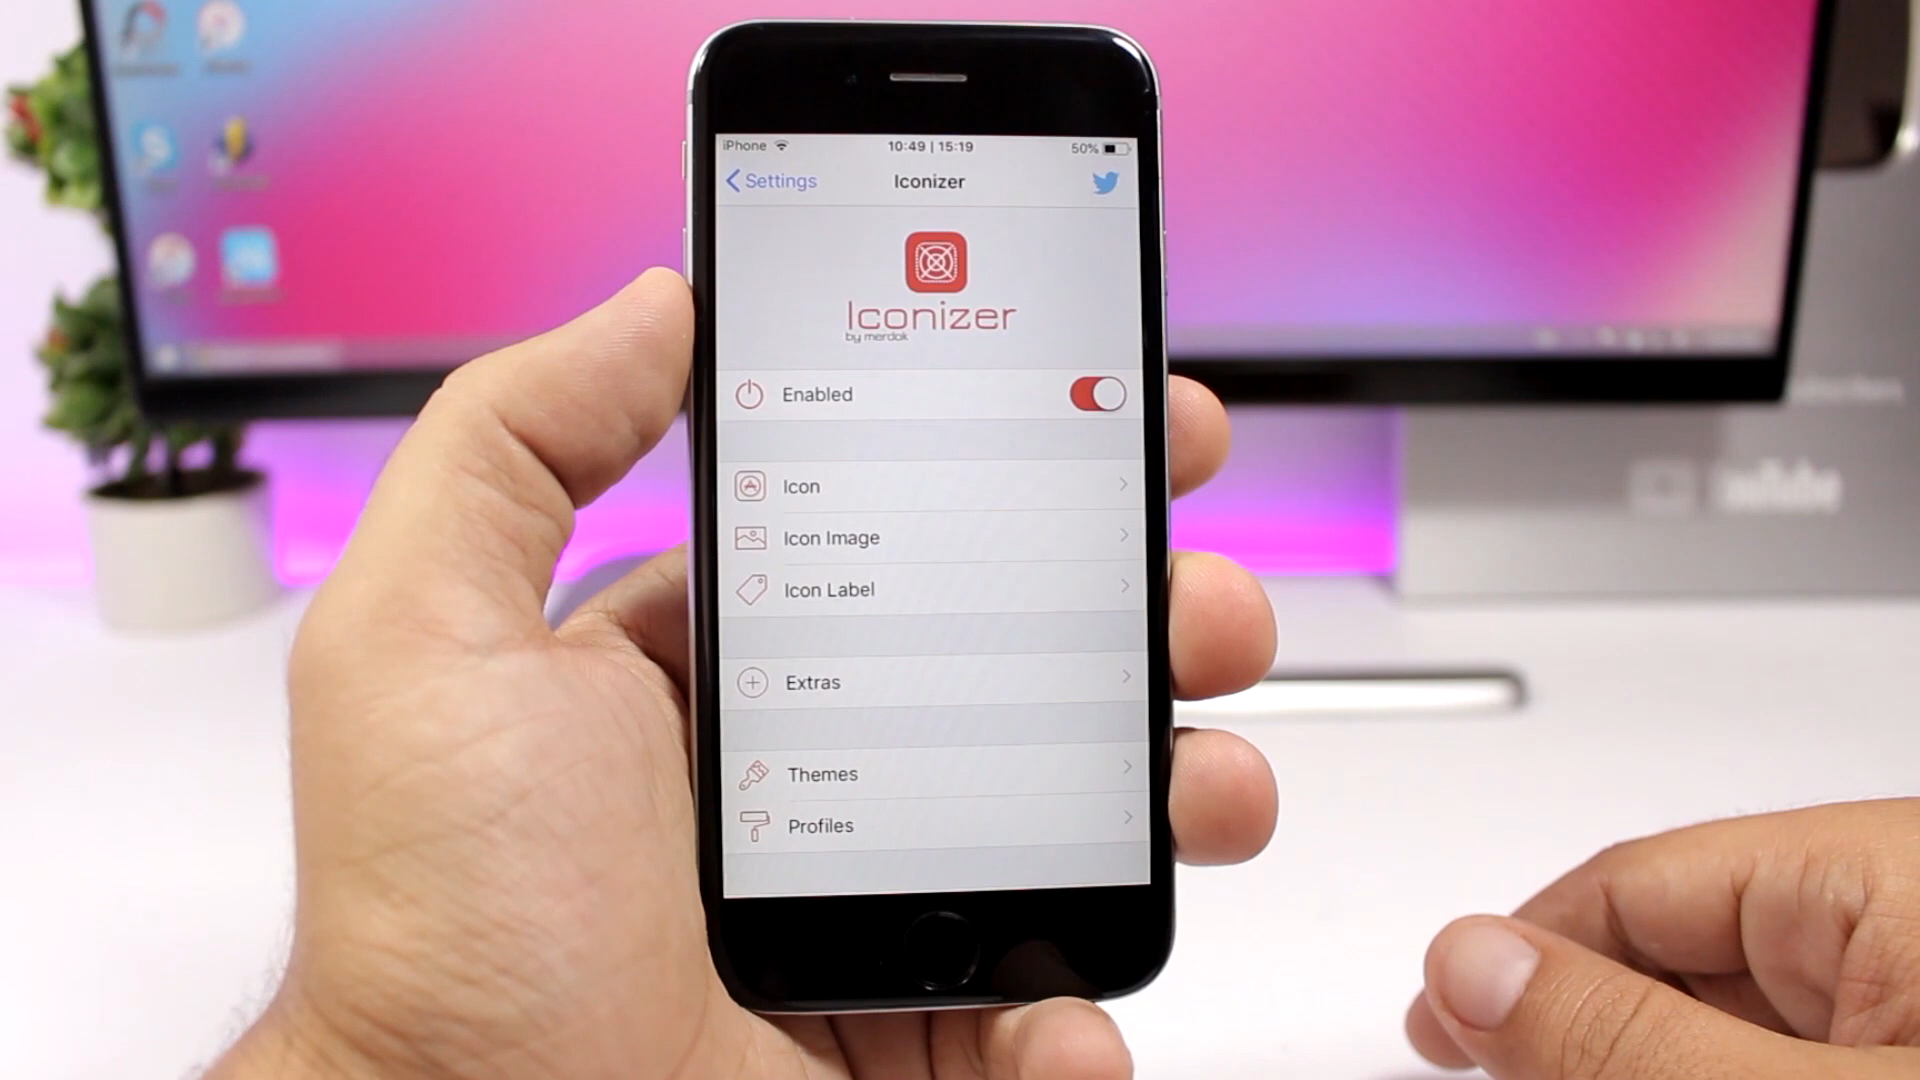 iPhone 10:49 | 15:19 50%
Settings Iconizer
Iconizer
by merdok
Enabled
Icon
Icon Image
Icon Label
Extras
Themes
Profiles